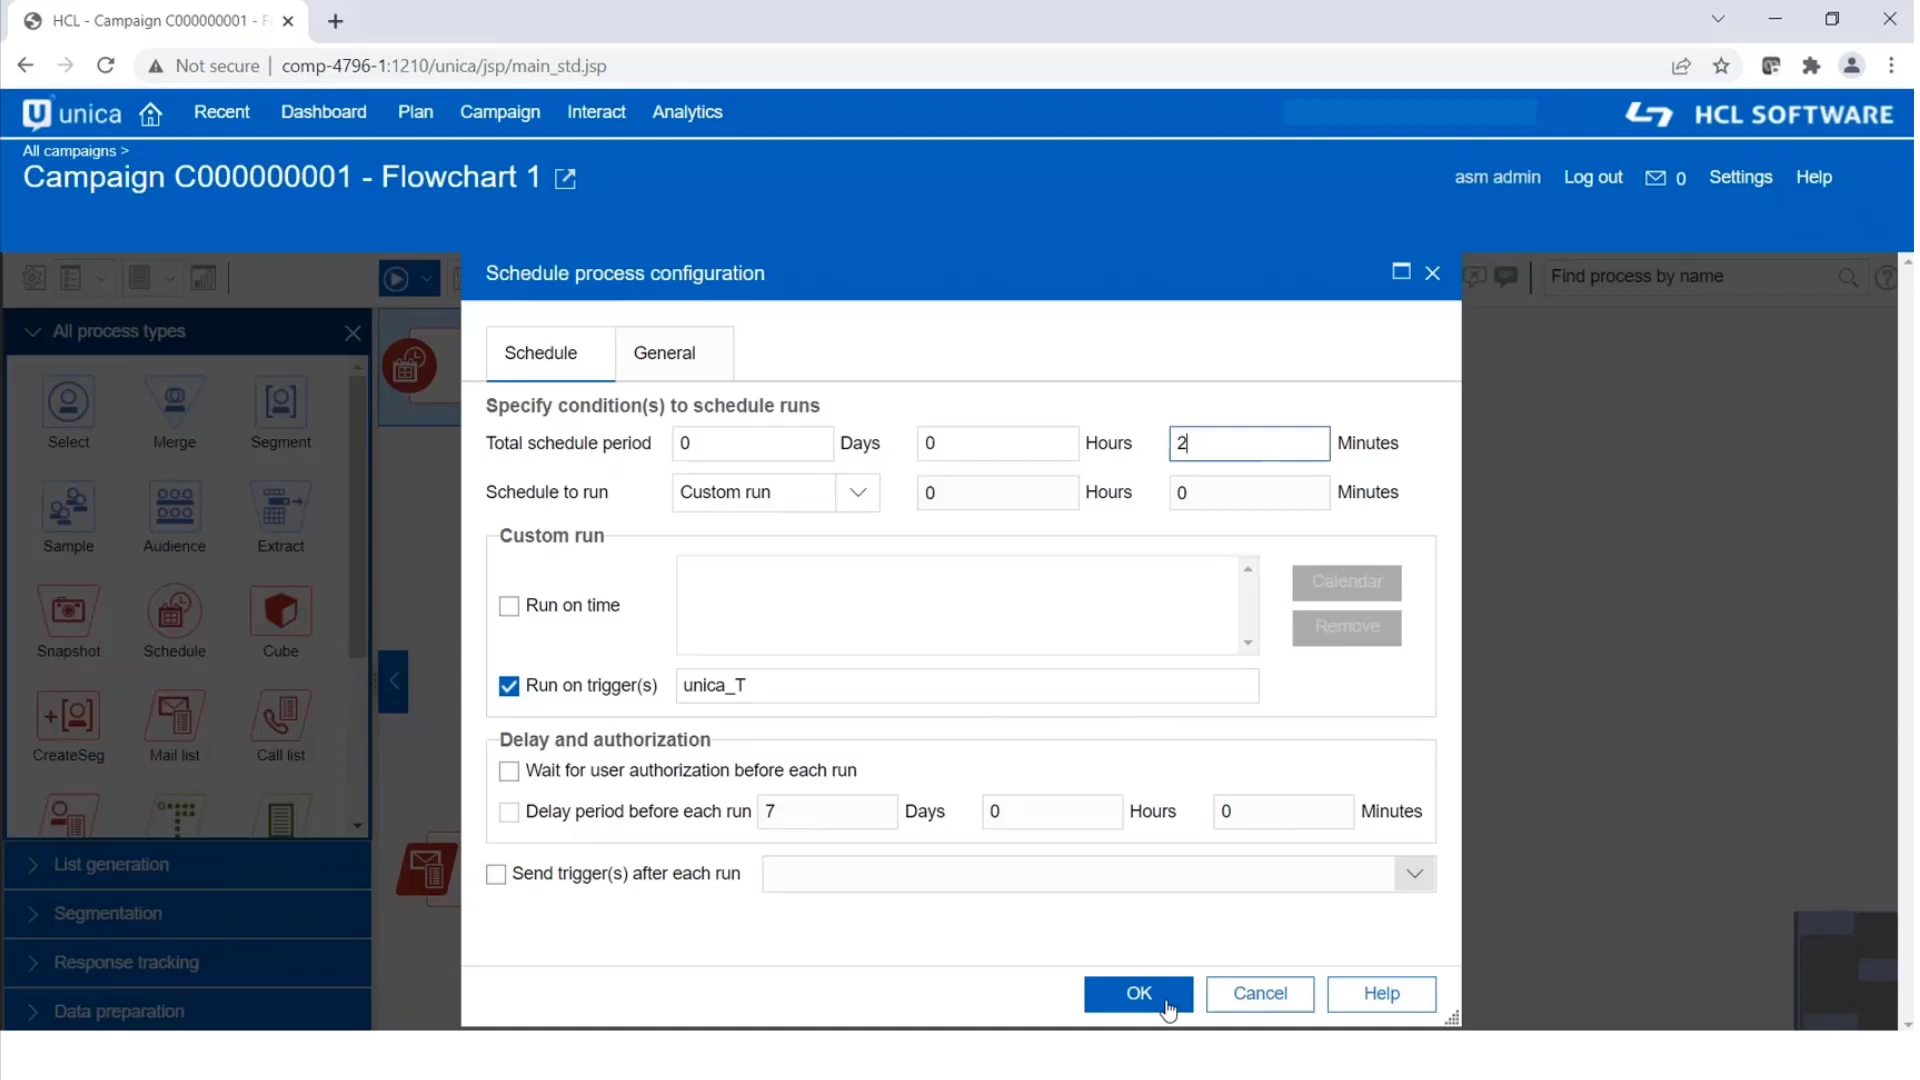 HCL - Campaign C000000001 - F
Not secure | comp-4796-1:1210/unica/jsp/main_std.jsp
unica Recent Dashboard Plan Campaign Interact Analytics HCL SOFTWARE
All campaigns >
Campaign C000000001 - Flowchart 1
asm admin Log out 0 Settings Help
Schedule process configuration
Find process by name
All process types
Select Merge Segment
Sample Audience Extract
Snapshot Schedule Cube
CreateSeg Mail list Call list
List generation
Segmentation
Response tracking
Data preparation
Schedule General
Specify condition(s) to schedule runs
Total schedule period 0 Days 0 Hours 2 Minutes
Schedule to run Custom run 0 Hours 0 Minutes
Custom run
Run on time
Calendar
Remove
Run on trigger(s) unica_T
Delay and authorization
Wait for user authorization before each run
Delay period before each run 7 Days 0 Hours 0 Minutes
Send trigger(s) after each run
OK Cancel Help